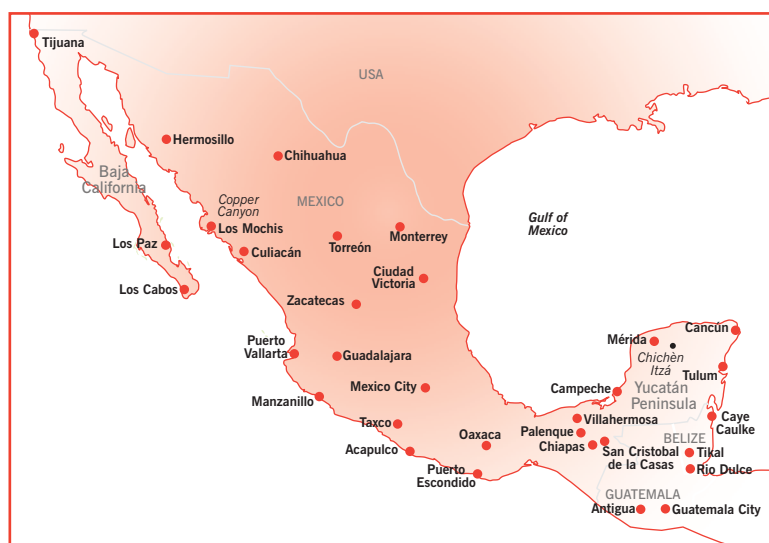 Tijuana
USA
Hermosillo
Chihuahua
Baja
California
Copper
Canyon
MEXICO
Los Mochis
Gulf of
Mexico
Los Paz
Culiacán
Torreón
Monterrey
Ciudad
Victoria
Los Cabos
Zacatecas
Cancún
Mérida
Puerto
Vallarta
Guadalajara
Chichèn
Itzá
Tulum
Mexico City
Campeche
Yucatán
Peninsula
Manzanillo
Villahermosa
Caye
Caulke
Taxco
Palenque
Oaxaca
BELIZE
Chiapas
Acapulco
San Cristobal
de la Casas
Tikal
Puerto
Escondido
Rio Dulce
GUATEMALA
Antigua
Guatemala City